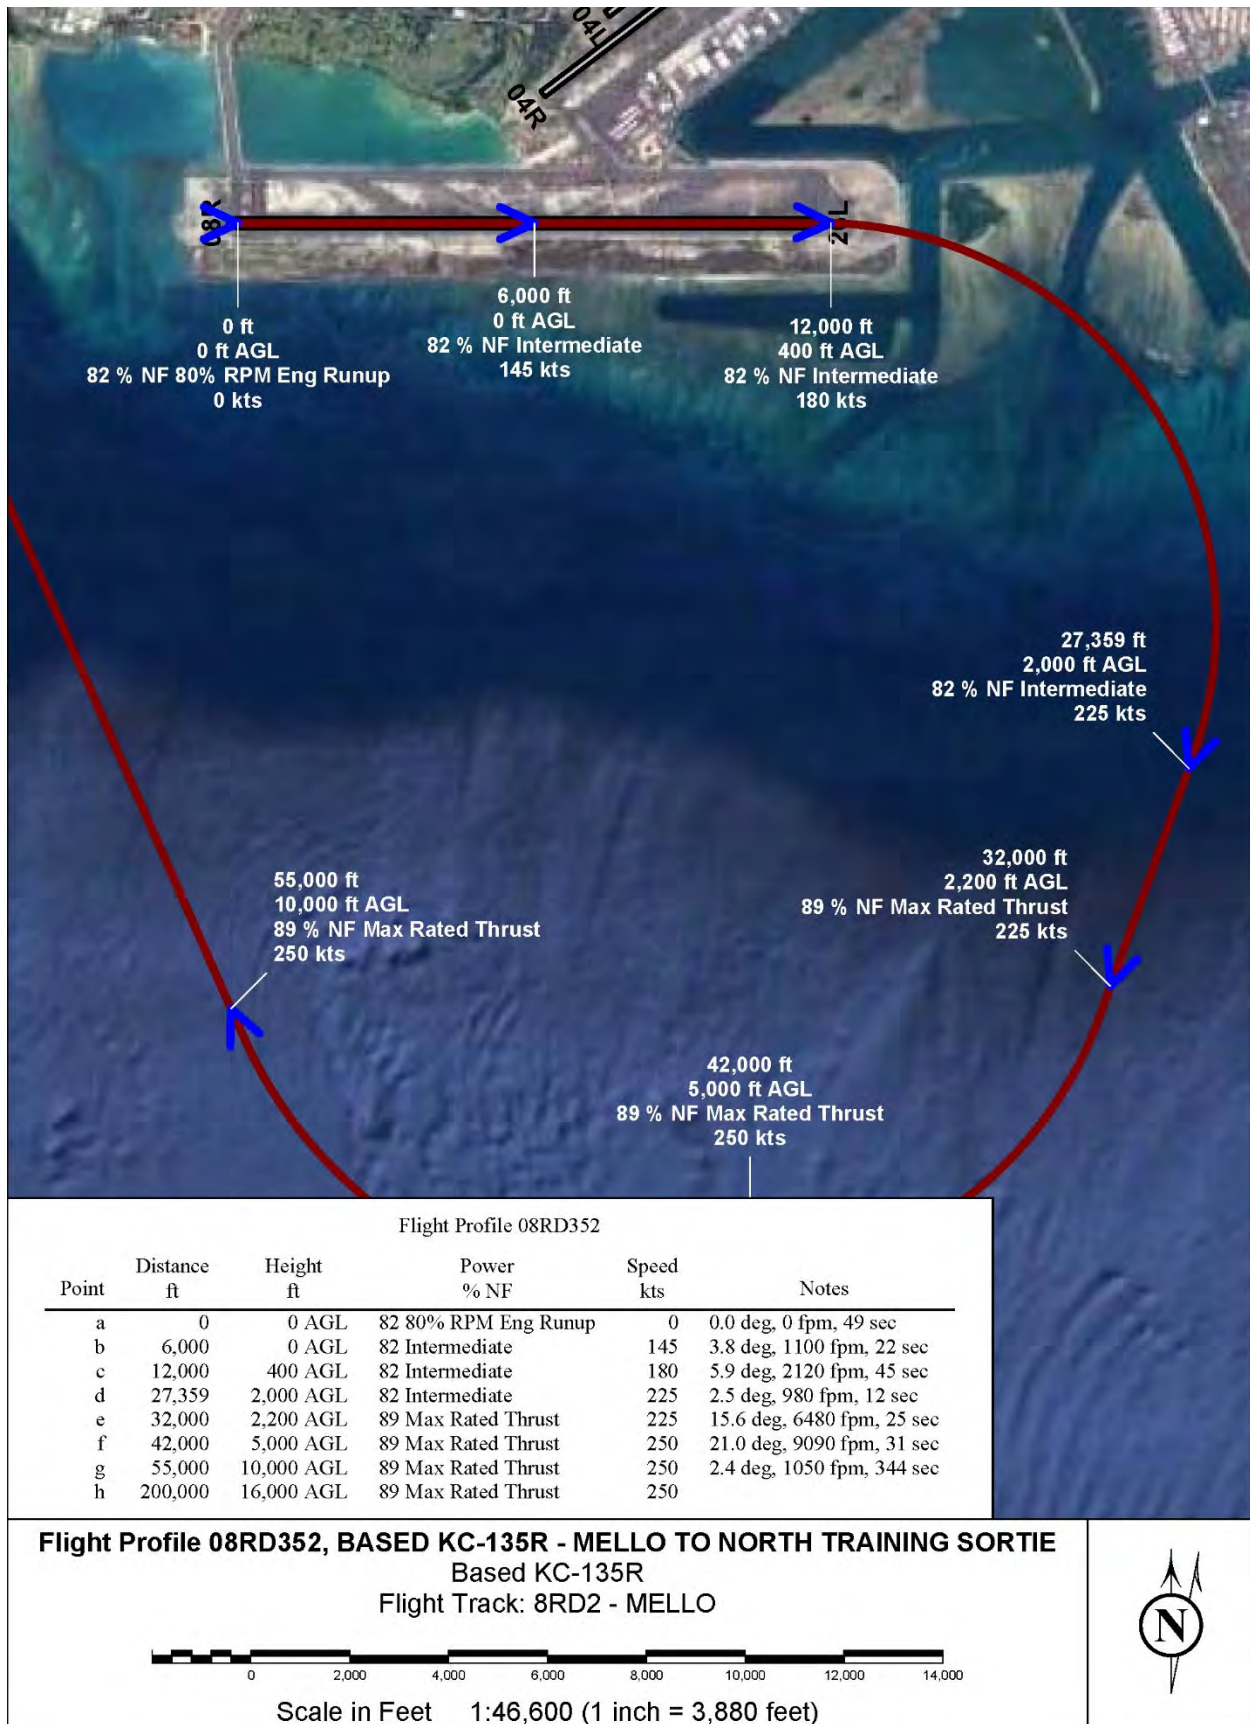 04L
04R
08R
26L
0 ft
0 ft AGL
82 % NF 80% RPM Eng Runup
0 kts
6,000 ft
0 ft AGL
82 % NF Intermediate
145 kts
12,000 ft
400 ft AGL
82 % NF Intermediate
180 kts
27,359 ft
2,000 ft AGL
82 % NF Intermediate
225 kts
32,000 ft
2,200 ft AGL
89 % NF Max Rated Thrust
225 kts
55,000 ft
10,000 ft AGL
89 % NF Max Rated Thrust
250 kts
42,000 ft
5,000 ft AGL
89 % NF Max Rated Thrust
250 kts
Flight Profile 08RD352
Distance Height Power Speed
Point ft ft % NF kts Notes
a 0 0 AGL 82 80% RPM Eng Runup 0 0.0 deg, 0 fpm, 49 sec
b 6,000 0 AGL 82 Intermediate 145 3.8 deg, 1100 fpm, 22 sec
c 12,000 400 AGL 82 Intermediate 180 5.9 deg, 2120 fpm, 45 sec
d 27,359 2,000 AGL 82 Intermediate 225 2.5 deg, 980 fpm, 12 sec
e 32,000 2,200 AGL 89 Max Rated Thrust 225 15.6 deg, 6480 fpm, 25 sec
f 42,000 5,000 AGL 89 Max Rated Thrust 250 21.0 deg, 9090 fpm, 31 sec
g 55,000 10,000 AGL 89 Max Rated Thrust 250 2.4 deg, 1050 fpm, 344 sec
h 200,000 16,000 AGL 89 Max Rated Thrust 250
Flight Profile 08RD352, BASED KC-135R - MELLO TO NORTH TRAINING SORTIE
Based KC-135R
Flight Track: 8RD2 - MELLO
0 2,000 4,000 6,000 8,000 10,000 12,000 14,000
Scale in Feet 1:46,600 (1 inch = 3,880 feet)
N